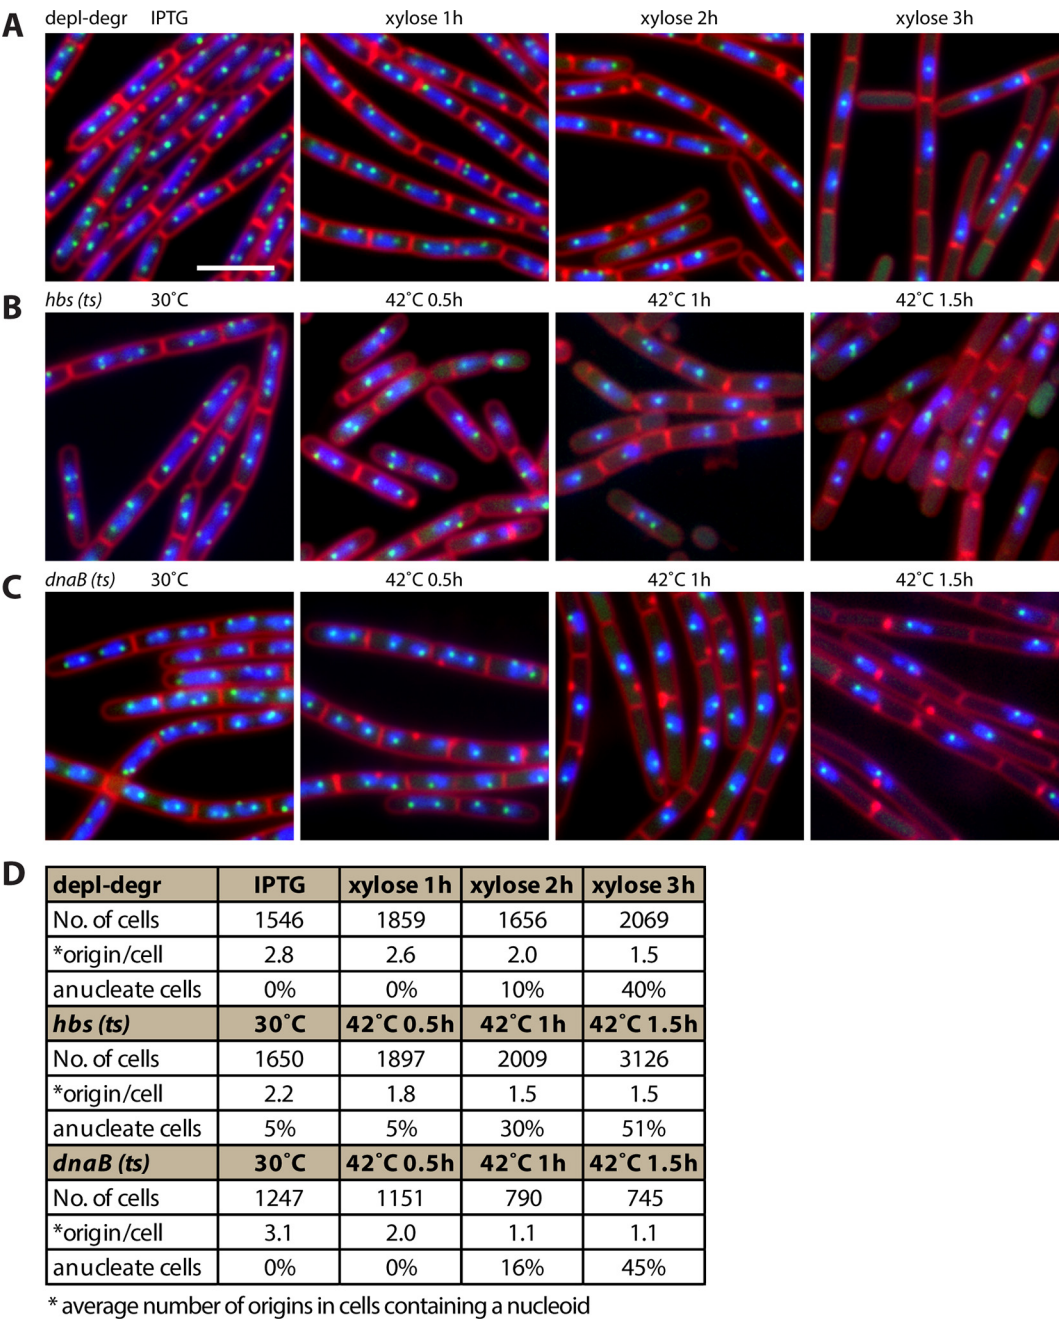 A depl-degr IPTG xylose 1h xylose 2h xylose 3h
B hbs (ts) 30˚C 42˚C 0.5h 42˚C 1h 42˚C 1.5h
C dnaB (ts) 30˚C 42˚C 0.5h 42˚C 1h 42˚C 1.5h
D
depl-degr IPTG xylose 1h xylose 2h xylose 3h
No. of cells 1546 1859 1656 2069
*origin/cell 2.8 2.6 2.0 1.5
anucleate cells 0% 0% 10% 40%
hbs (ts) 30˚C 42˚C 0.5h 42˚C 1h 42˚C 1.5h
No. of cells 1650 1897 2009 3126
*origin/cell 2.2 1.8 1.5 1.5
anucleate cells 5% 5% 30% 51%
dnaB (ts) 30˚C 42˚C 0.5h 42˚C 1h 42˚C 1.5h
No. of cells 1247 1151 790 745
*origin/cell 3.1 2.0 1.1 1.1
anucleate cells 0% 0% 16% 45%
* average number of origins in cells containing a nucleoid